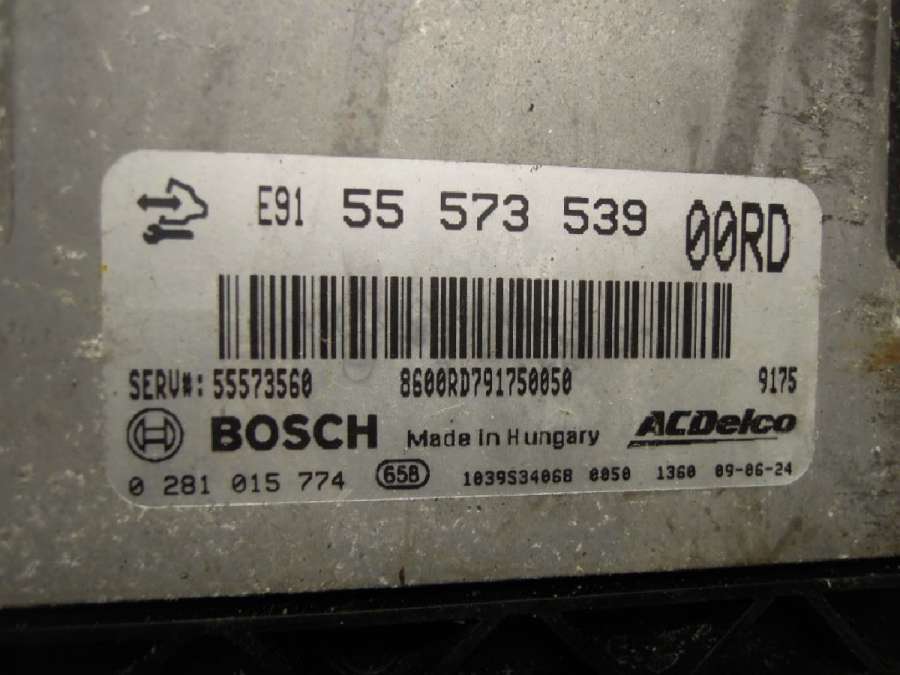 E91 55 573 539 00RD
SERV#: 55573560 8600RD791750050 9175
BOSCH Made in Hungary ACDelco
0 281 015 774 658 1039S34068 0050 1360 09-06-24